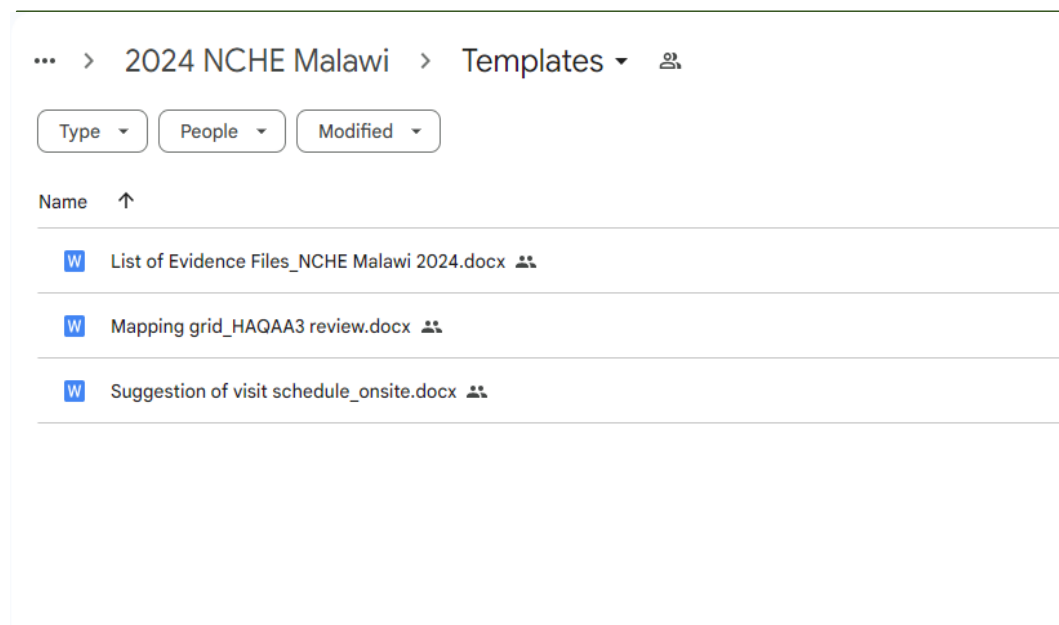 ... > 2024 NCHE Malawi > Templates
Type People Modified
Name ↑
W List of Evidence Files_NCHE Malawi 2024.docx
W Mapping grid_HAQAA3 review.docx
W Suggestion of visit schedule_onsite.docx